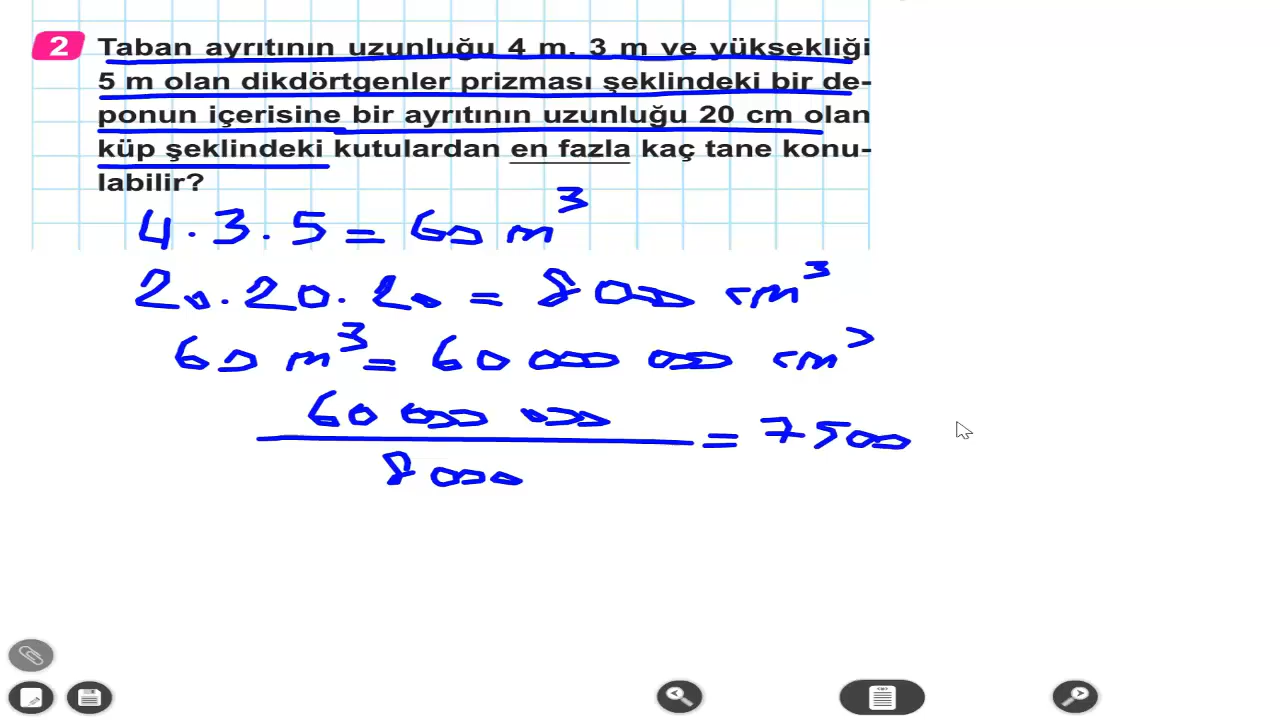 2 Taban ayrıtının uzunluğu 4 m. 3 m ve yüksekliği
5 m olan dikdörtgenler prizması şeklindeki bir de-
ponun içerisine bir ayrıtının uzunluğu 20 cm olan
küp şeklindeki kutulardan en fazla kaç tane konu-
labilir?
4 . 3 . 5 = 60 m³
20 . 20 . 20 = 8000 cm³
60 m³ = 60 000 000 cm³
60 000 000
= 7500
8000